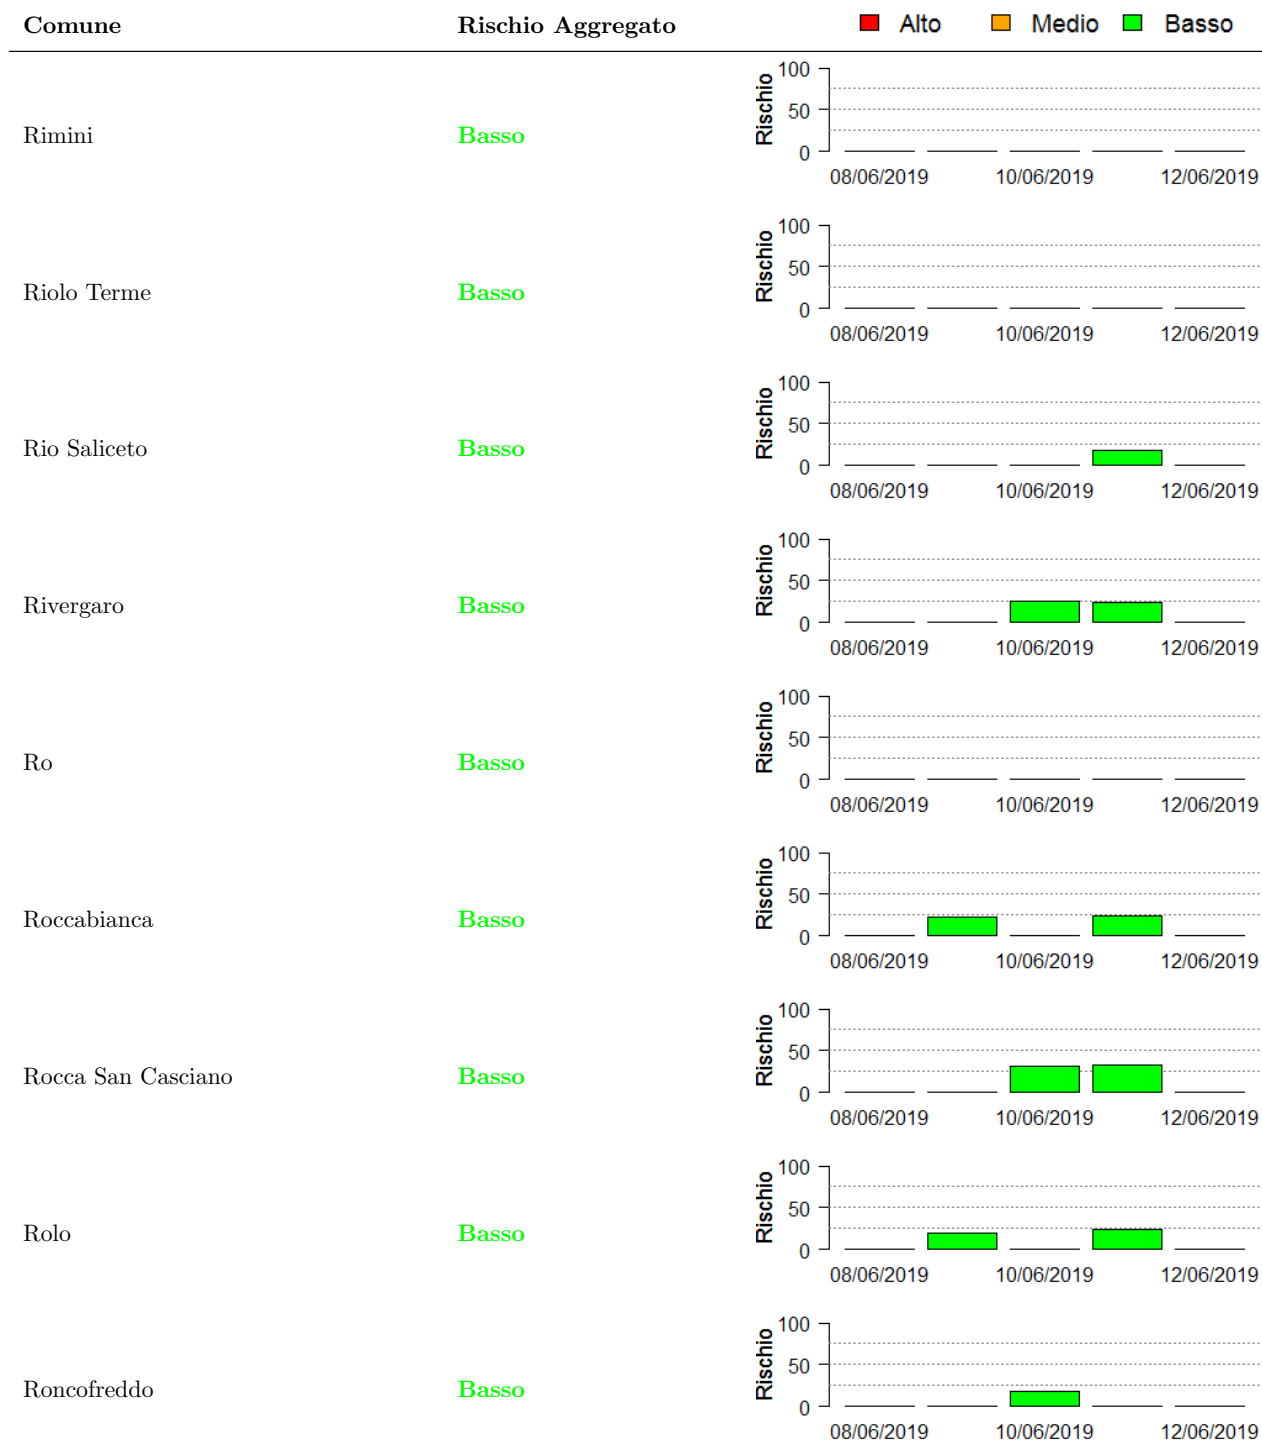 Comune Rischio Aggregato Alto Medio Basso
Rimini Basso
Rischio
100
50
0
08/06/2019 10/06/2019 12/06/2019
Riolo Terme Basso
Rischio
100
50
0
08/06/2019 10/06/2019 12/06/2019
Rio Saliceto Basso
Rischio
100
50
0
08/06/2019 10/06/2019 12/06/2019
Rivergaro Basso
Rischio
100
50
0
08/06/2019 10/06/2019 12/06/2019
Ro Basso
Rischio
100
50
0
08/06/2019 10/06/2019 12/06/2019
Roccabianca Basso
Rischio
100
50
0
08/06/2019 10/06/2019 12/06/2019
Rocca San Casciano Basso
Rischio
100
50
0
08/06/2019 10/06/2019 12/06/2019
Rolo Basso
Rischio
100
50
0
08/06/2019 10/06/2019 12/06/2019
Roncofreddo Basso
Rischio
100
50
0
08/06/2019 10/06/2019 12/06/2019